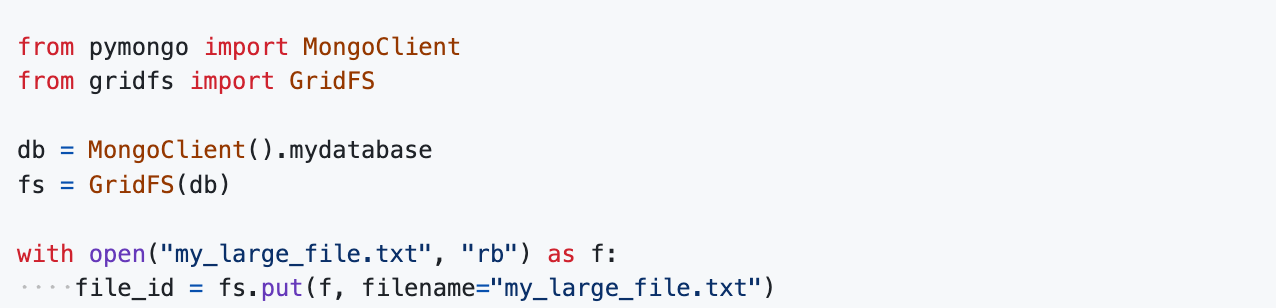 from pymongo import MongoClient
from gridfs import GridFS

db = MongoClient().mydatabase
fs = GridFS(db)

with open("my_large_file.txt", "rb") as f:
    file_id = fs.put(f, filename="my_large_file.txt")